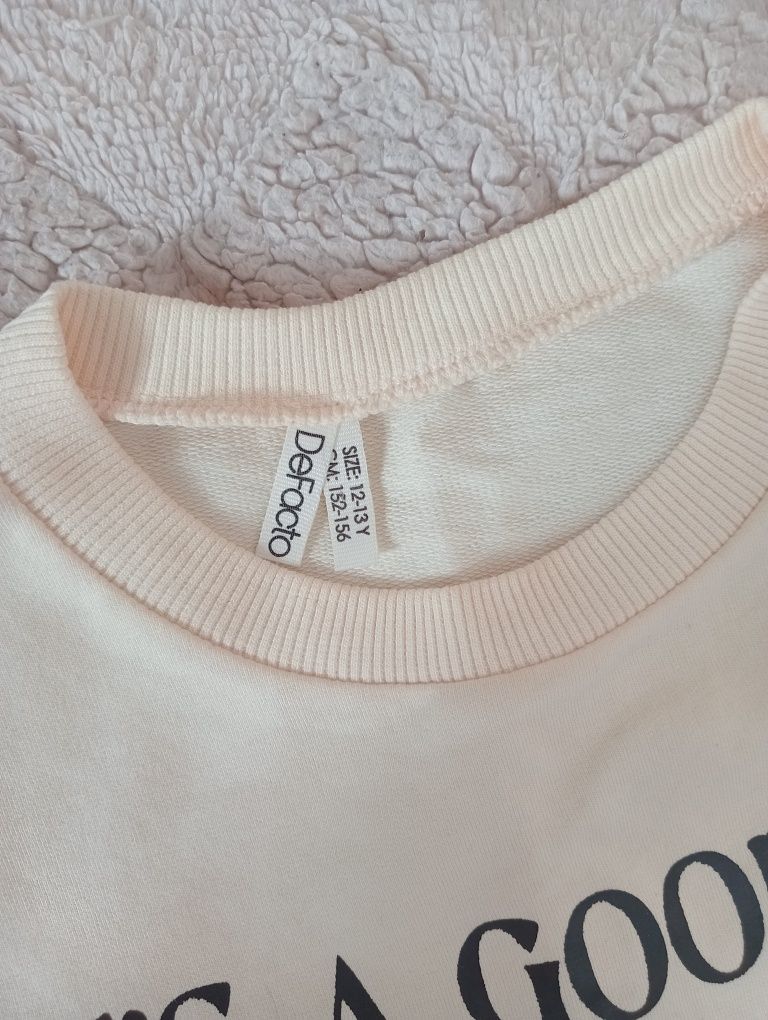 DeFacto
SIZE: 12-13 Y
CM: 152-156
'S A GOO